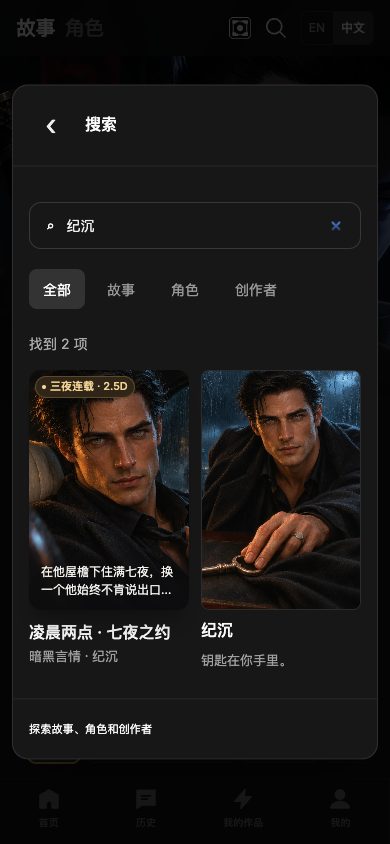 故事 角色
EN 中文
搜索
纪沉
全部 故事 角色 创作者
找到 2 项
三夜连载 · 2.5D
在他屋檐下住满七夜，换
一个他始终不肯说出口...
凌晨两点 · 七夜之约
暗黑言情 · 纪沉
纪沉
钥匙在你手里。
探索故事、角色和创作者
首页 历史 我的作品 我的